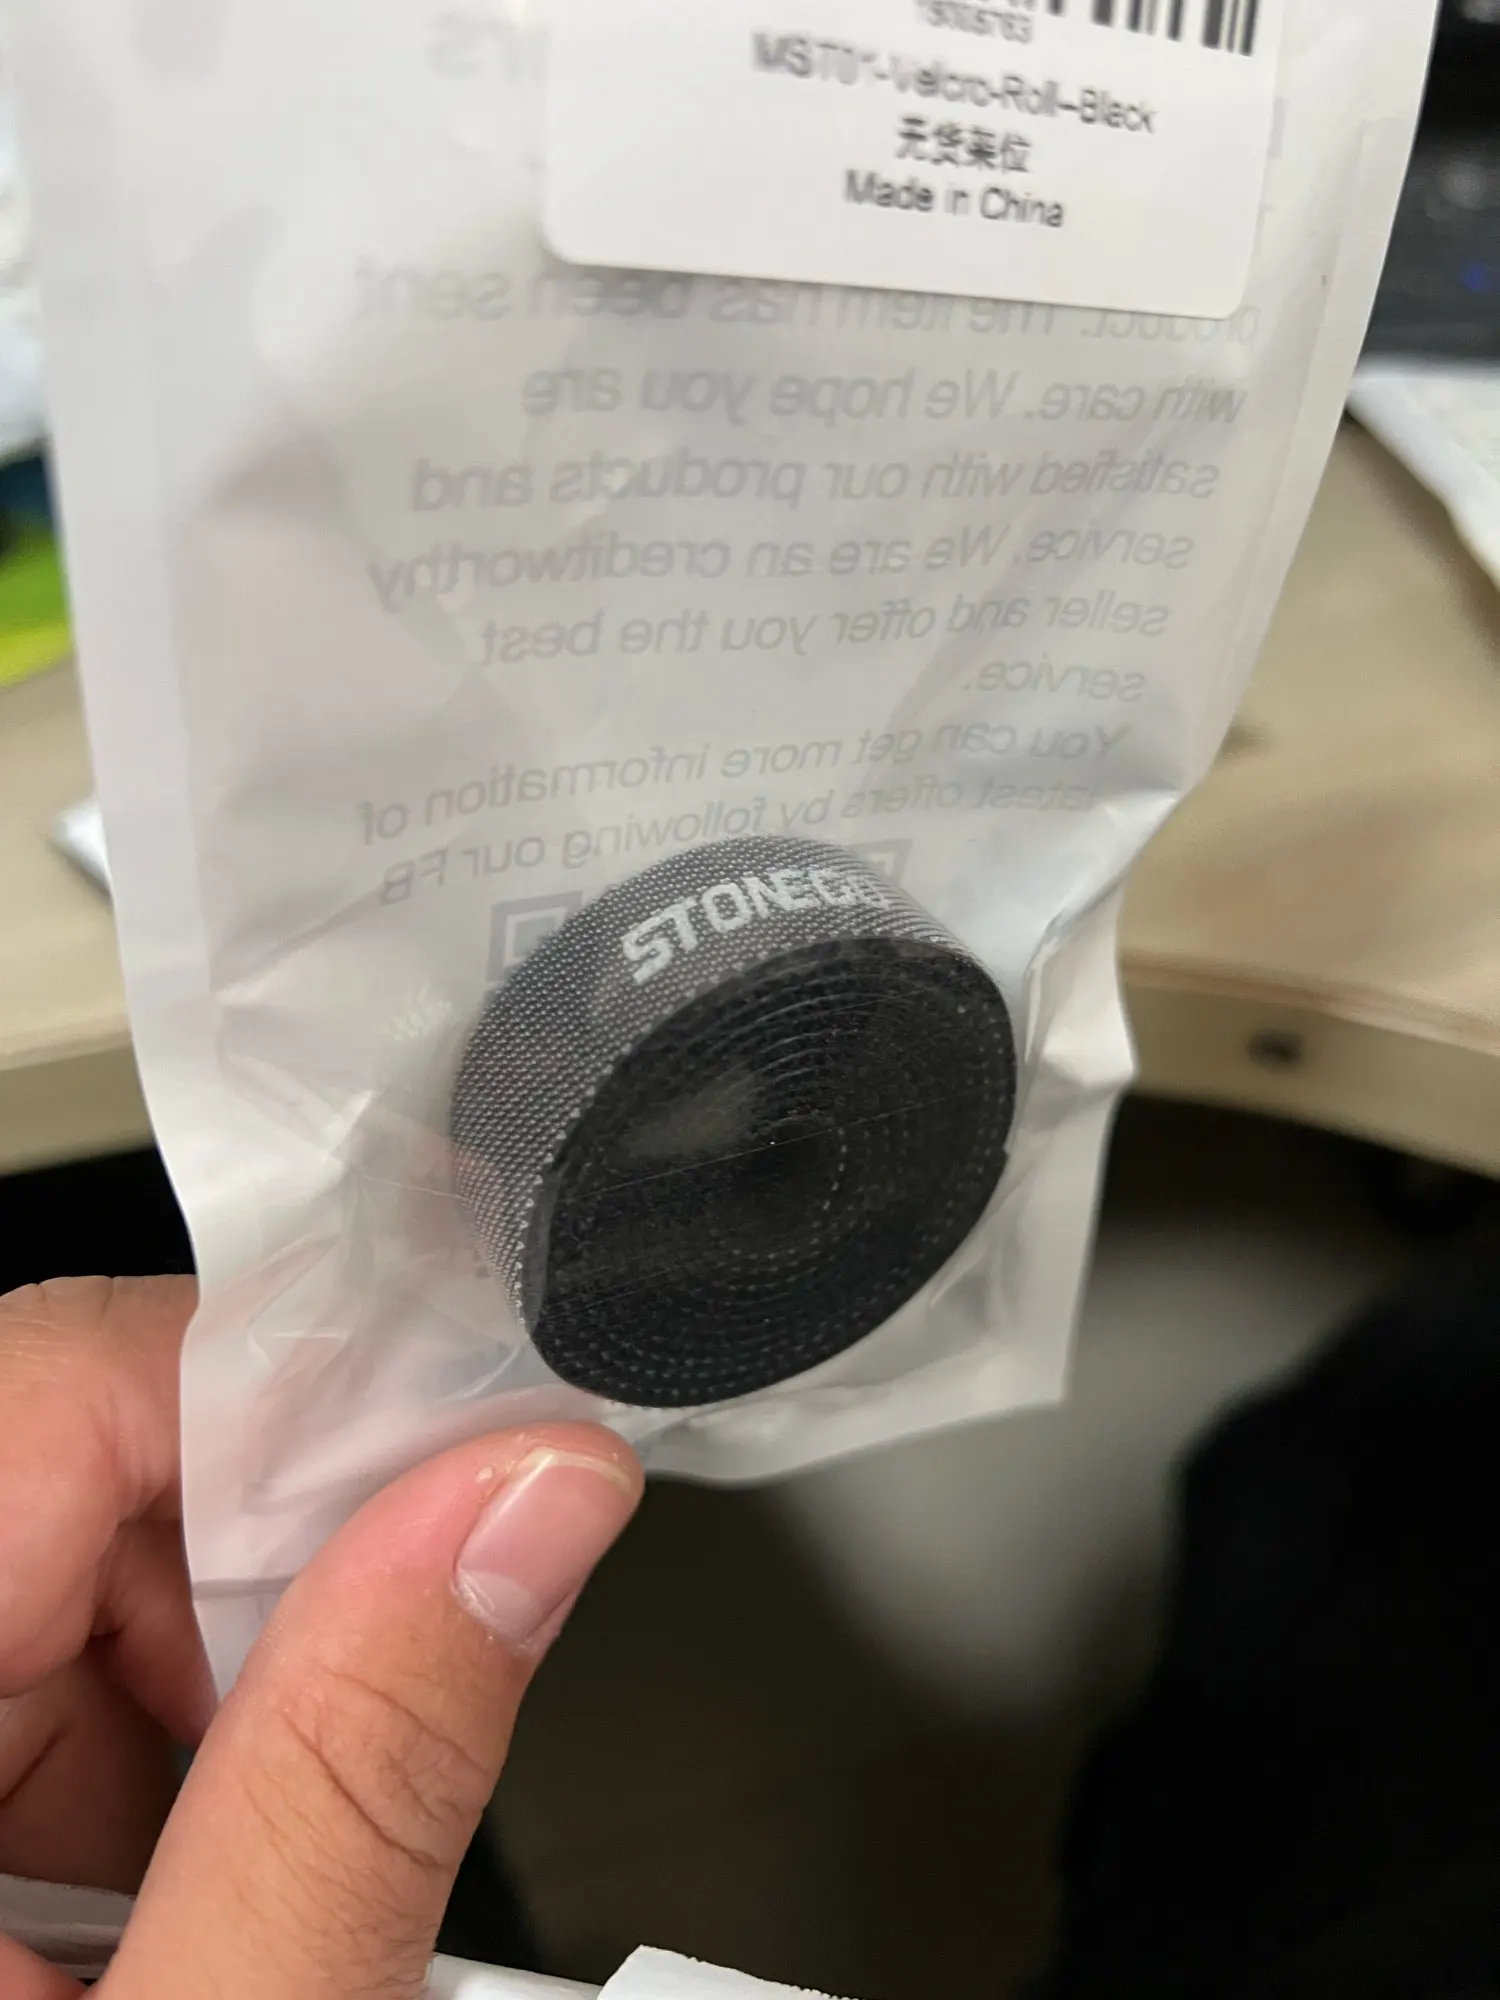 MST01-Velcro-Roll--Black
无货架位
Made in China
product. The item has been sent
with care. We hope you are
satisfied with our products and
service. We are an creditworthy
seller and offer you the best
service.
You can get more information of
latest offers by following our FB
STONEGO